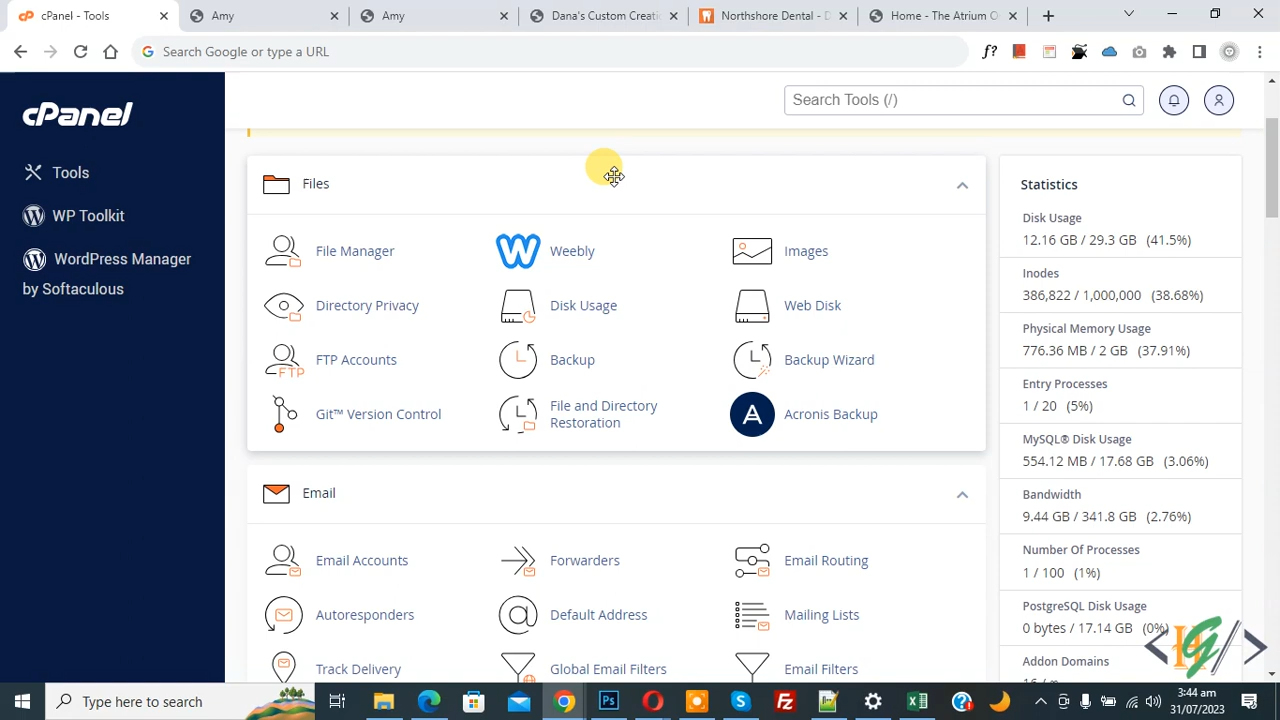 cPanel - Tools
Amy
Amy
Dana's Custom Creati
Northshore Dental - D
Home - The Atrium O
Search Google or type a URL
f?
cPanel
Search Tools (/)
Tools
WP Toolkit
WordPress Manager
by Softaculous
Files
File Manager
Weebly
Images
Directory Privacy
Disk Usage
Web Disk
FTP
FTP Accounts
Backup
Backup Wizard
Git™ Version Control
File and Directory
Restoration
Acronis Backup
Email
Email Accounts
Forwarders
Email Routing
Autoresponders
Default Address
Mailing Lists
Track Delivery
Global Email Filters
Email Filters
Statistics
Disk Usage
12.16 GB / 29.3 GB (41.5%)
Inodes
386,822 / 1,000,000 (38.68%)
Physical Memory Usage
776.36 MB / 2 GB (37.91%)
Entry Processes
1 / 20 (5%)
MySQL® Disk Usage
554.12 MB / 17.68 GB (3.06%)
Bandwidth
9.44 GB / 341.8 GB (2.76%)
Number Of Processes
1 / 100 (1%)
PostgreSQL Disk Usage
0 bytes / 17.14 GB (0%)
Addon Domains
Type here to search
Ps
3:44 am
31/07/2023